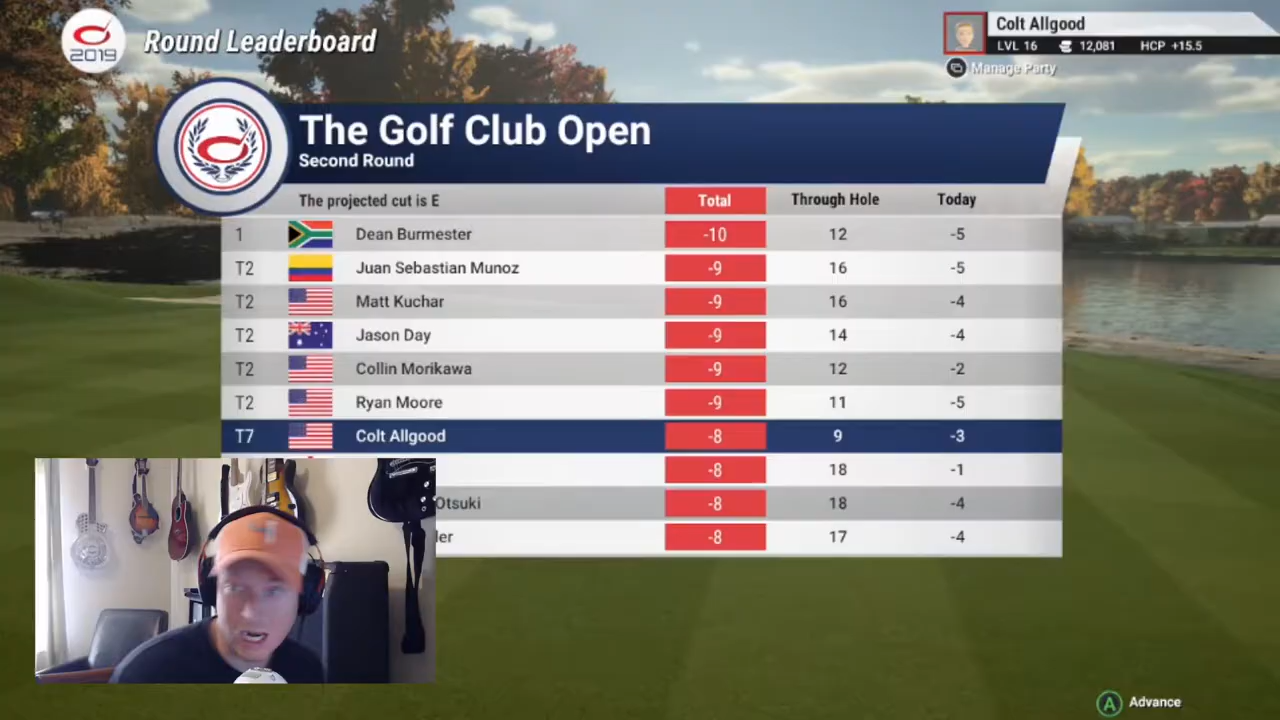 2019
Round Leaderboard
Colt Allgood
LVL 16 12,081 HCP +15.5
Manage Party
The Golf Club Open
Second Round
The projected cut is E Total Through Hole Today
1 Dean Burmester -10 12 -5
T2 Juan Sebastian Munoz -9 16 -5
T2 Matt Kuchar -9 16 -4
T2 Jason Day -9 14 -4
T2 Collin Morikawa -9 12 -2
T2 Ryan Moore -9 11 -5
T7 Colt Allgood -8 9 -3
-8 18 -1
Otsuki -8 18 -4
ler -8 17 -4
A Advance